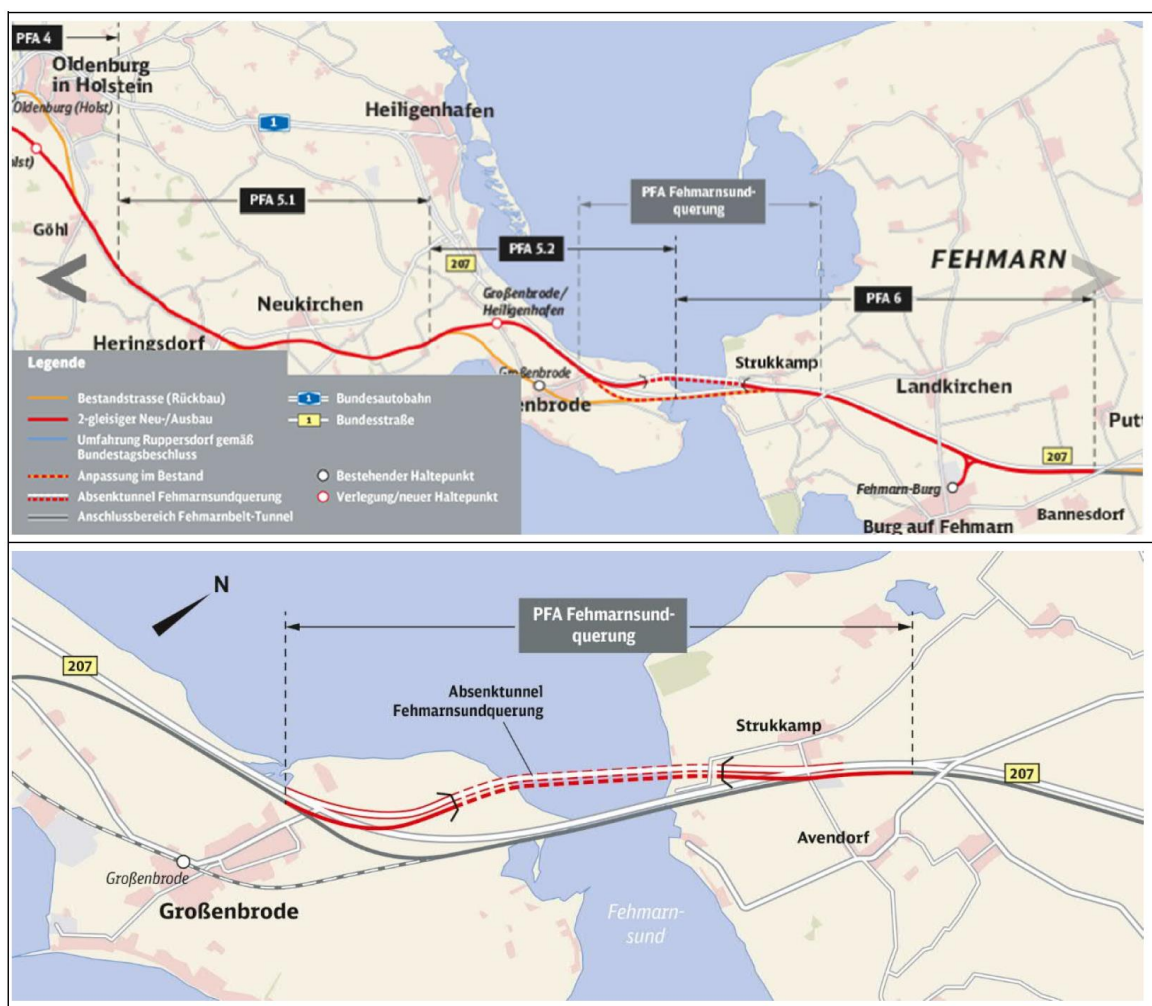 PFA 4
Oldenburg
in Holstein
Oldenburg (Holst)
1
Heiligenhafen
PFA Fehmarnsund-
querung
PFA 5.1
Göhl
PFA 5.2
207
FEHMARN
Großenbrode/
Heiligenhafen
Neukirchen
PFA 6
Heringsdorf
Strukkamp
Großenbrode
enbrode
Landkirchen
Putt
207
Fehmarn-Burg
Bannesdorf
Burg auf Fehmarn
Legende
Bestandstrasse (Rückbau)
2-gleisiger Neu-/Ausbau
Umfahrung Ruppersdorf gemäß
Bundestagsbeschluss
Anpassung im Bestand
Absenktunnel Fehmarnsundquerung
Anschlussbereich Fehmarnbelt-Tunnel
1 Bundesautobahn
1 Bundesstraße
Bestehender Haltepunkt
Verlegung/neuer Haltepunkt
N
PFA Fehmarnsund-
querung
207
Absenktunnel
Fehmarnsundquerung
Strukkamp
207
Avendorf
Großenbrode
Großenbrode
Fehmarn-
sund